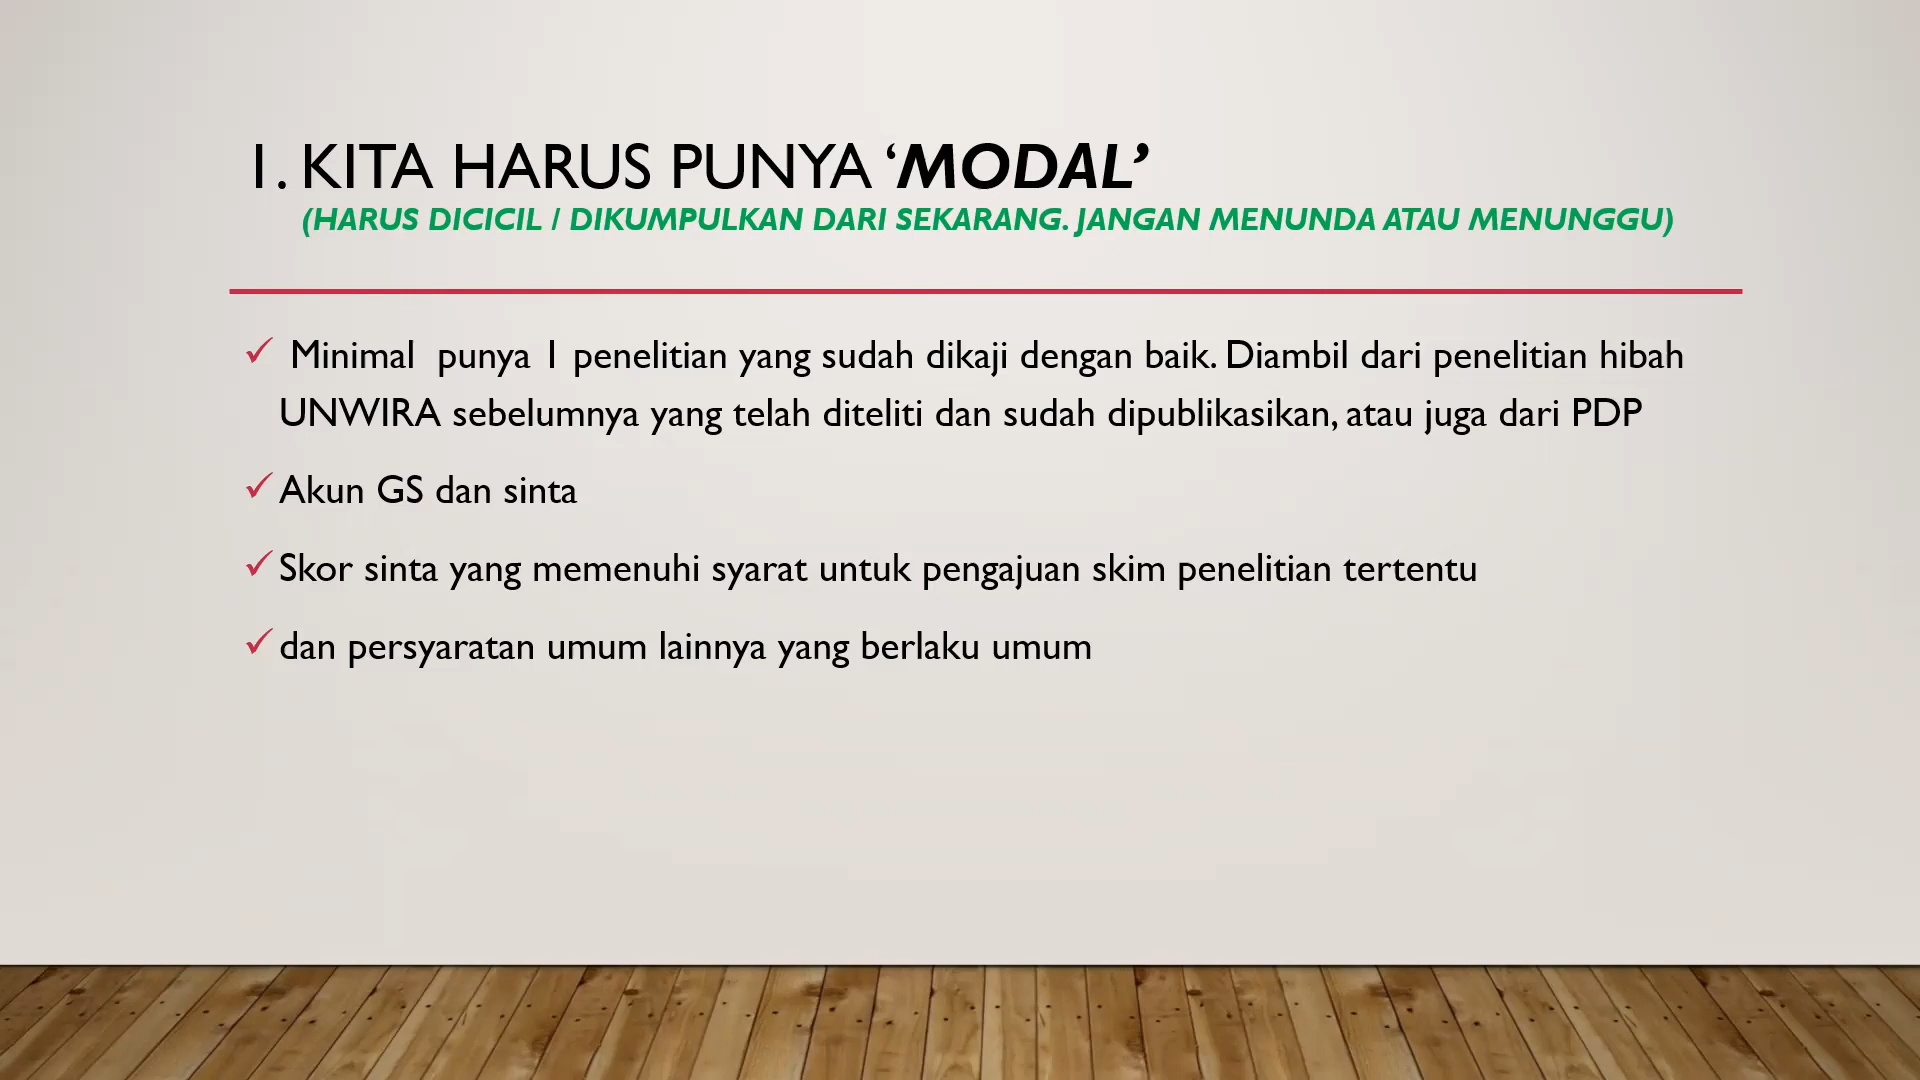 1. KITA HARUS PUNYA ‘MODAL’
(HARUS DICICIL / DIKUMPULKAN DARI SEKARANG. JANGAN MENUNDA ATAU MENUNGGU)
✓ Minimal punya 1 penelitian yang sudah dikaji dengan baik. Diambil dari penelitian hibah
UNWIRA sebelumnya yang telah diteliti dan sudah dipublikasikan, atau juga dari PDP
✓ Akun GS dan sinta
✓ Skor sinta yang memenuhi syarat untuk pengajuan skim penelitian tertentu
✓ dan persyaratan umum lainnya yang berlaku umum